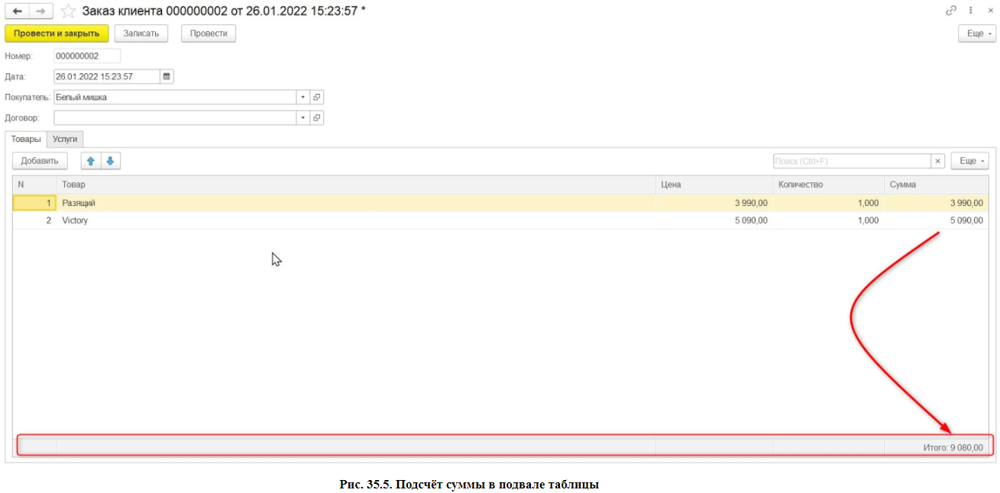 Заказ клиента 000000002 от 26.01.2022 15:23:57 *
Провести и закрыть Записать Провести Еще
Номер: 000000002
Дата: 26.01.2022 15:23:57
Покупатель: Белый мишка
Договор:
Товары Услуги
Добавить Поиск (Ctrl+F) × Еще
N Товар Цена Количество Сумма
1 Разящий 3 990,00 1,000 3 990,00
2 Victory 5 090,00 1,000 5 090,00
Итого: 9 080,00
Рис. 35.5. Подсчёт суммы в подвале таблицы